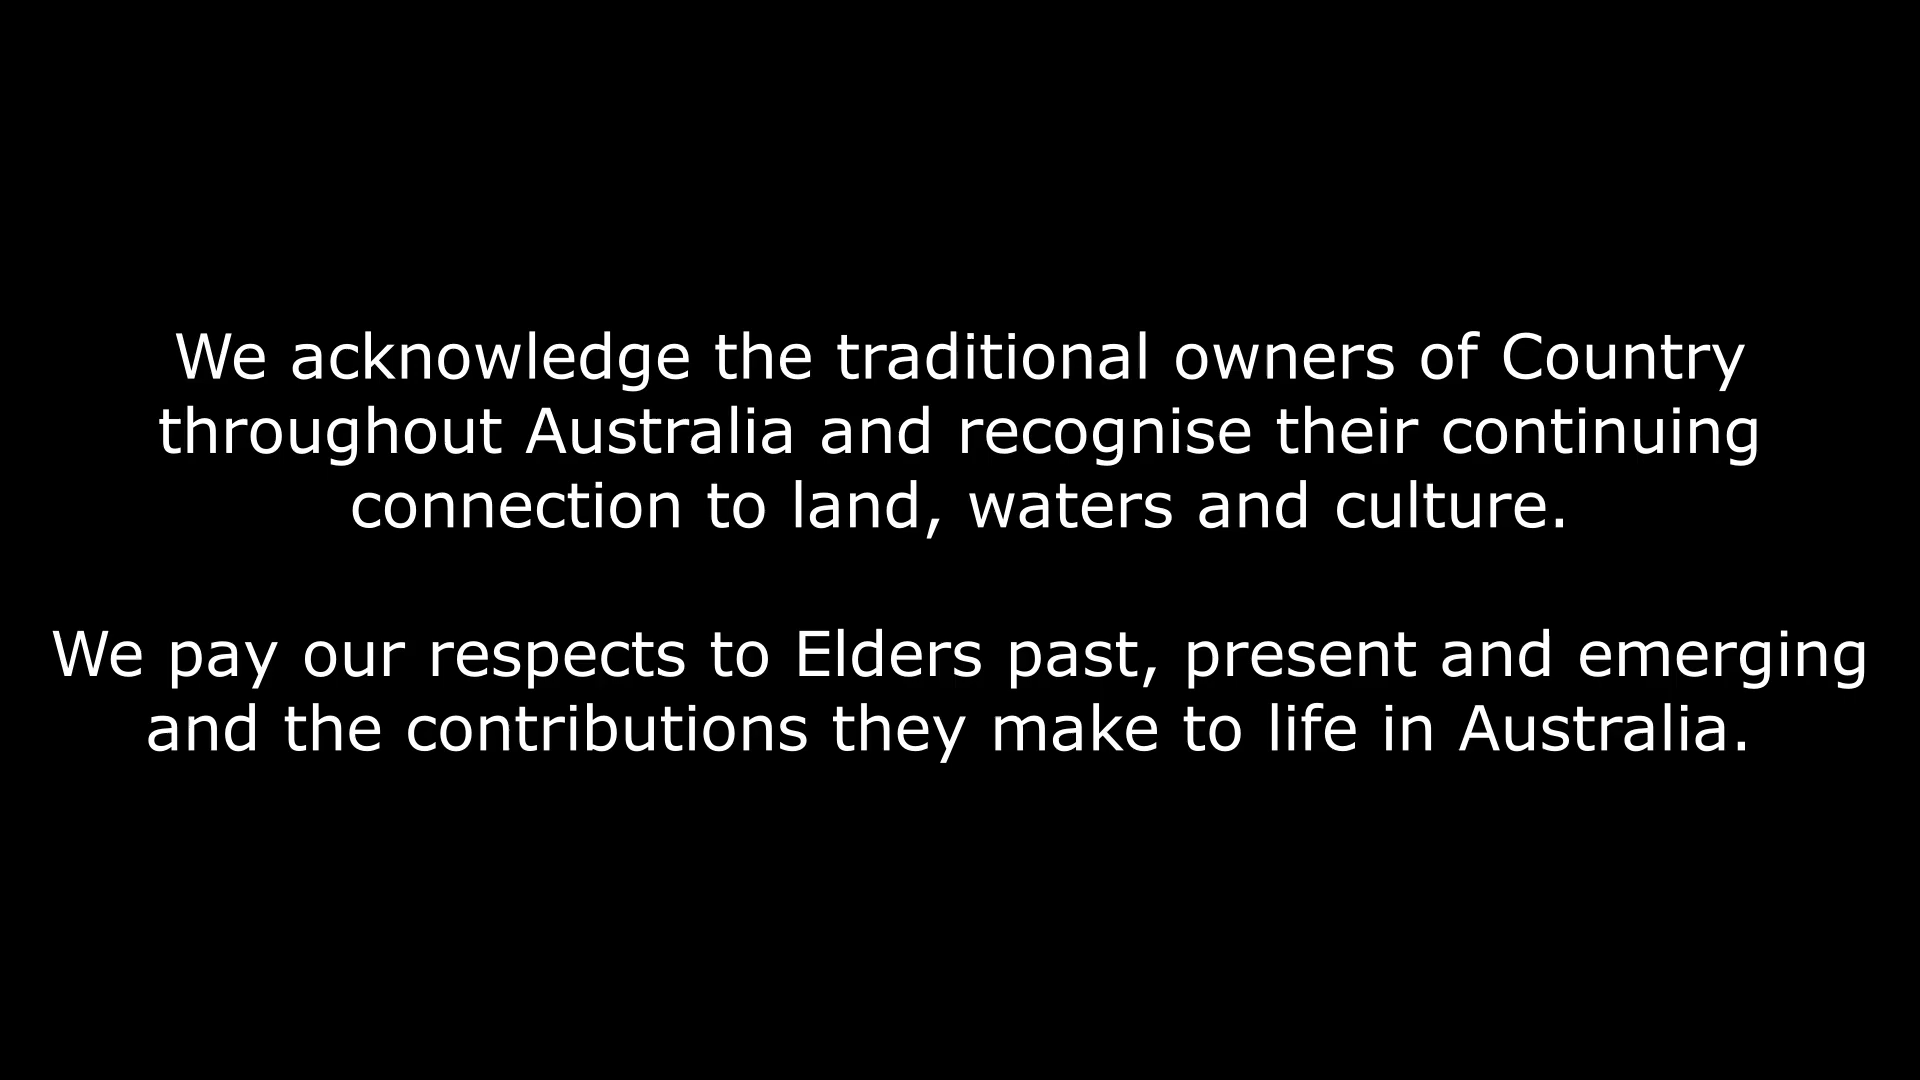 We acknowledge the traditional owners of Country
throughout Australia and recognise their continuing
connection to land, waters and culture.
We pay our respects to Elders past, present and emerging
and the contributions they make to life in Australia.